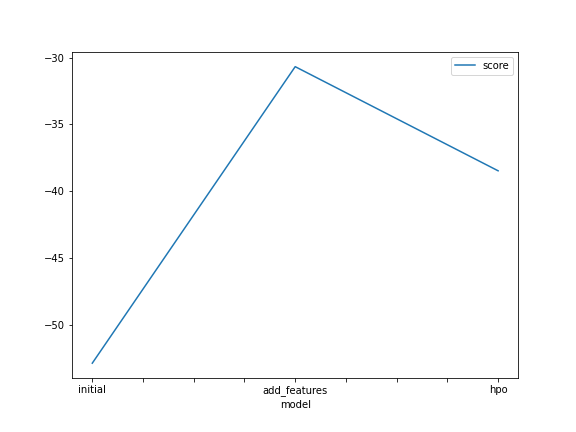 score
−30
−35
−40
−45
−50
initial
add_features
hpo
model